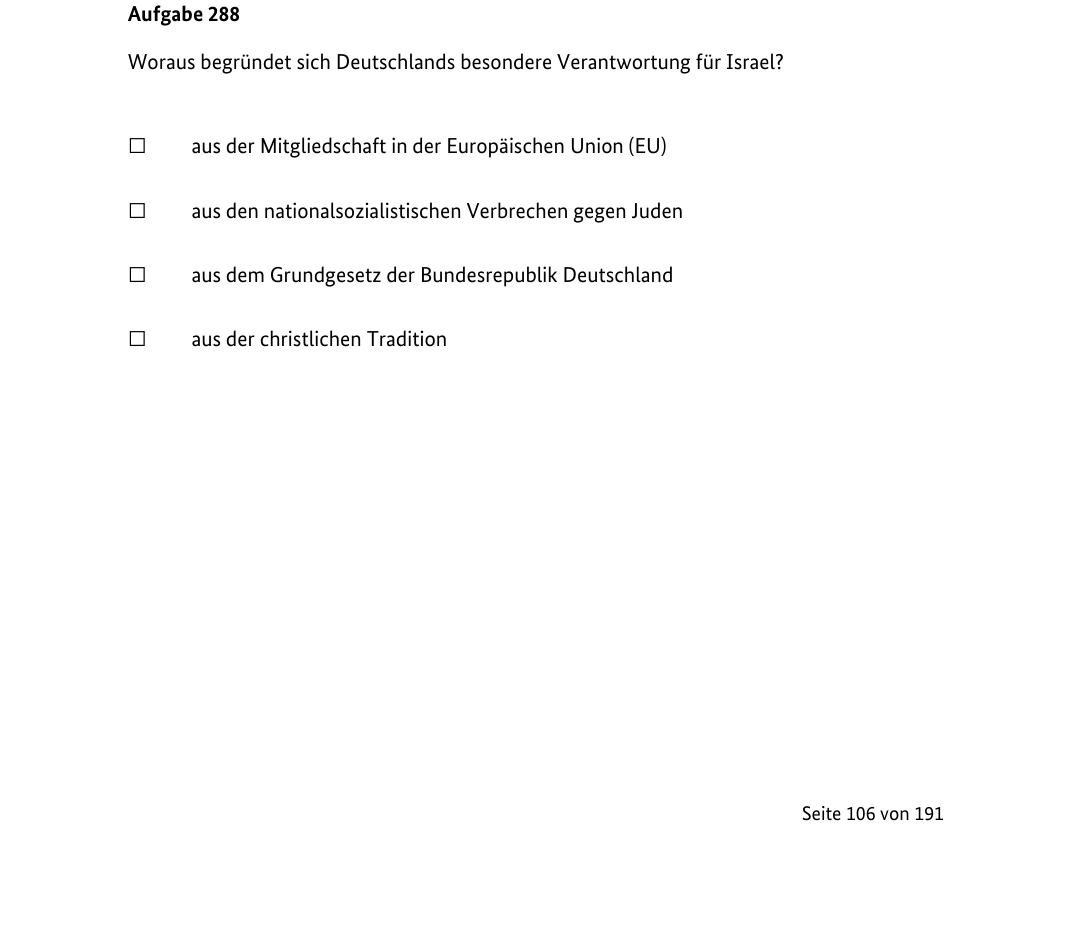 Aufgabe 288
Woraus begründet sich Deutschlands besondere Verantwortung für Israel?
☐ aus der Mitgliedschaft in der Europäischen Union (EU)
☐ aus den nationalsozialistischen Verbrechen gegen Juden
☐ aus dem Grundgesetz der Bundesrepublik Deutschland
☐ aus der christlichen Tradition
Seite 106 von 191